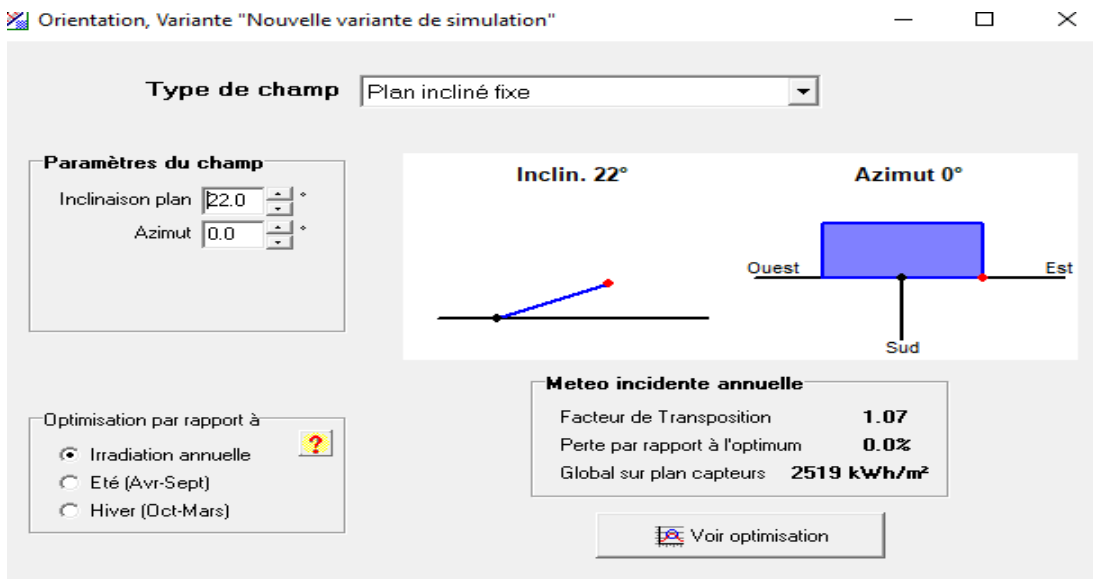 Orientation, Variante "Nouvelle variante de simulation"
Type de champ Plan incliné fixe
Paramètres du champ
Inclinaison plan 22.0 °
Azimut 0.0 °
Inclin. 22° Azimut 0°
Ouest Est
Sud
Optimisation par rapport à
?
Irradiation annuelle
Eté (Avr-Sept)
Hiver (Oct-Mars)
Meteo incidente annuelle
Facteur de Transposition 1.07
Perte par rapport à l'optimum 0.0%
Global sur plan capteurs 2519 kWh/m²
Voir optimisation